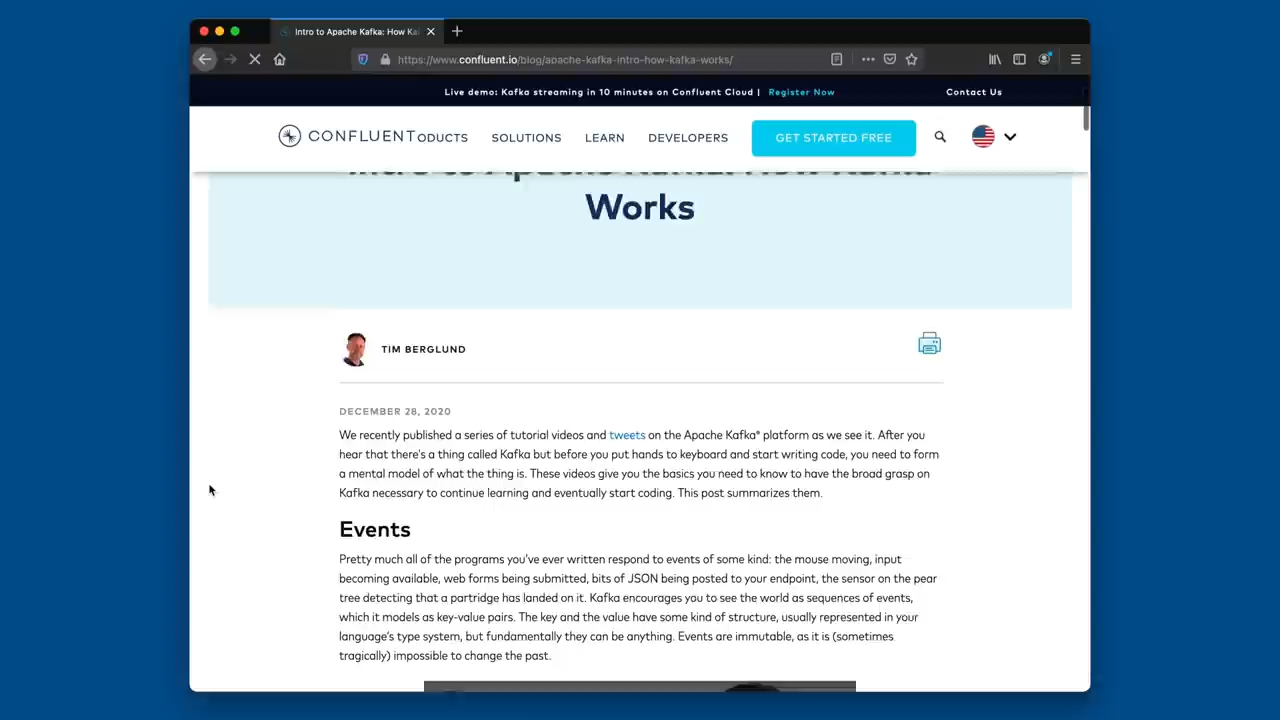 Intro to Apache Kafka: How Ka
https://www.confluent.io/blog/apache-kafka-intro-how-kafka-works/
Live demo: Kafka streaming in 10 minutes on Confluent Cloud | Register Now
Contact Us
CONFLUENT
ODUCTS
SOLUTIONS
LEARN
DEVELOPERS
GET STARTED FREE
Intro to Apache Kafka: How Kafka
Works
TIM BERGLUND
DECEMBER 28, 2020
We recently published a series of tutorial videos and tweets on the Apache Kafka® platform as we see it. After you
hear that there's a thing called Kafka but before you put hands to keyboard and start writing code, you need to form
a mental model of what the thing is. These videos give you the basics you need to know to have the broad grasp on
Kafka necessary to continue learning and eventually start coding. This post summarizes them.
Events
Pretty much all of the programs you've ever written respond to events of some kind: the mouse moving, input
becoming available, web forms being submitted, bits of JSON being posted to your endpoint, the sensor on the pear
tree detecting that a partridge has landed on it. Kafka encourages you to see the world as sequences of events,
which it models as key-value pairs. The key and the value have some kind of structure, usually represented in your
language's type system, but fundamentally they can be anything. Events are immutable, as it is (sometimes
tragically) impossible to change the past.